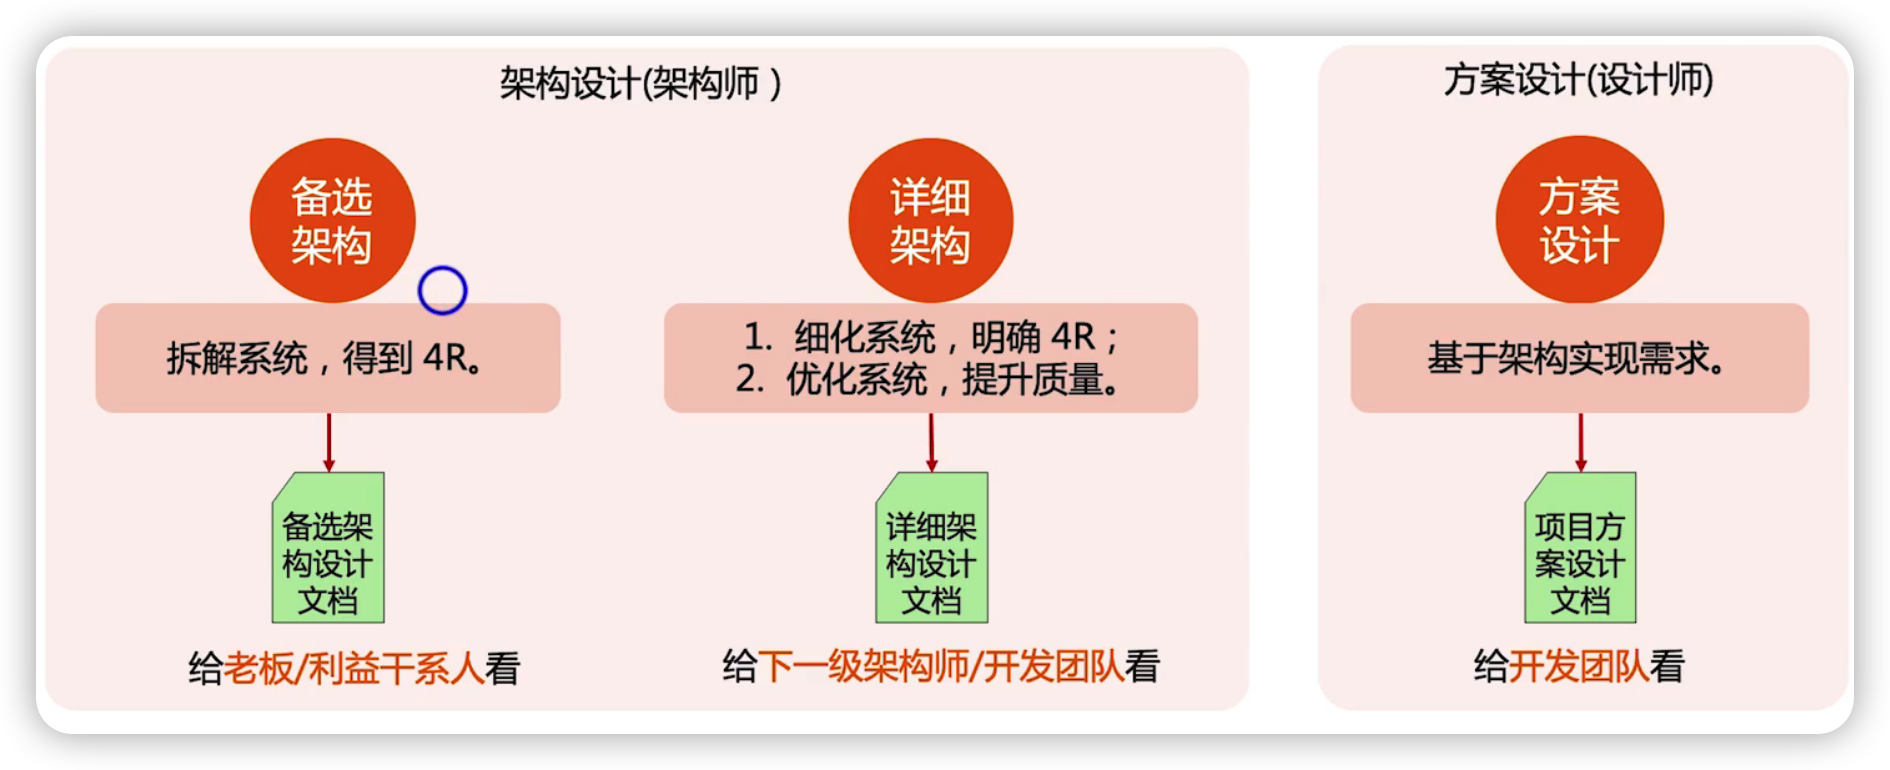 架构设计(架构师)
备选
架构
拆解系统，得到 4R。
备选架
构设计
文档
给老板/利益干系人看
详细
架构
1. 细化系统，明确 4R；
2. 优化系统，提升质量。
详细架
构设计
文档
给下一级架构师/开发团队看
方案设计(设计师)
方案
设计
基于架构实现需求。
项目方
案设计
文档
给开发团队看